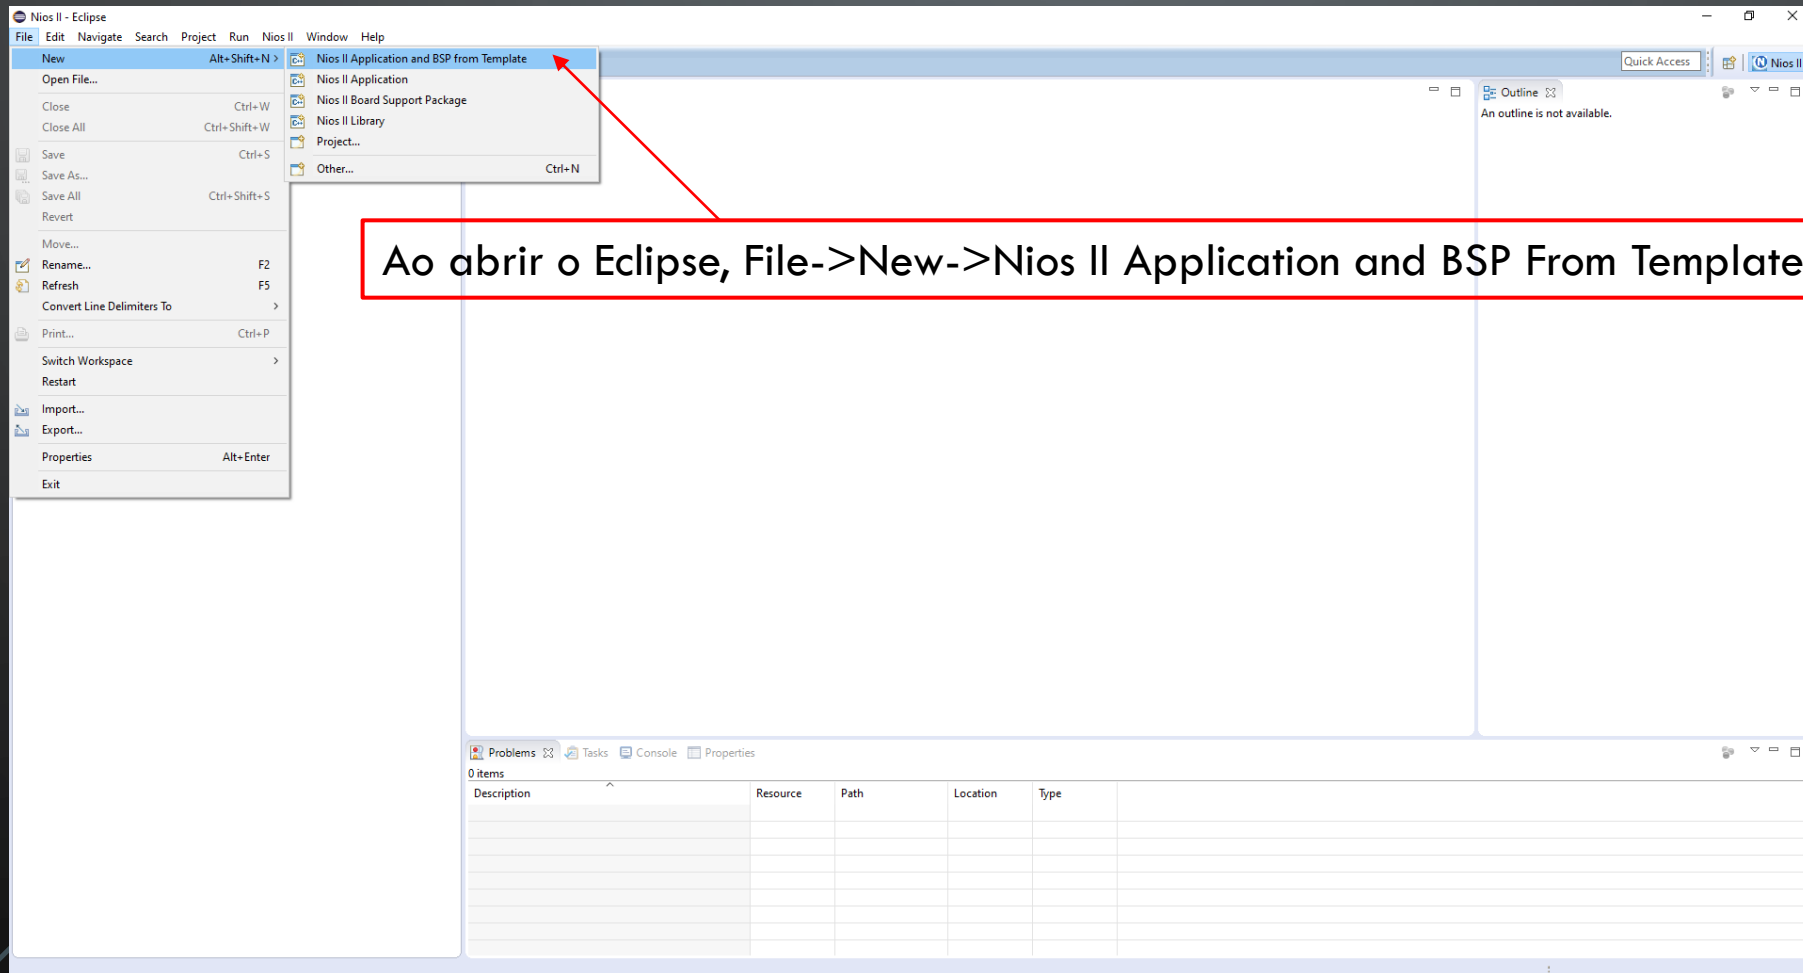 Nios II - Eclipse
File Edit Navigate Search Project Run Nios II Window Help
New Alt+Shift+N >
Open File...
Close Ctrl+W
Close All Ctrl+Shift+W
Save Ctrl+S
Save As...
Save All Ctrl+Shift+S
Revert
Move...
Rename... F2
Refresh F5
Convert Line Delimiters To >
Print... Ctrl+P
Switch Workspace >
Restart
Import...
Export...
Properties Alt+Enter
Exit
Nios II Application and BSP from Template
Nios II Application
Nios II Board Support Package
Nios II Library
Project...
Other... Ctrl+N
Quick Access
Nios II
Outline
An outline is not available.
Ao abrir o Eclipse, File->New->Nios II Application and BSP From Template
Problems Tasks Console Properties
0 items
Description Resource Path Location Type